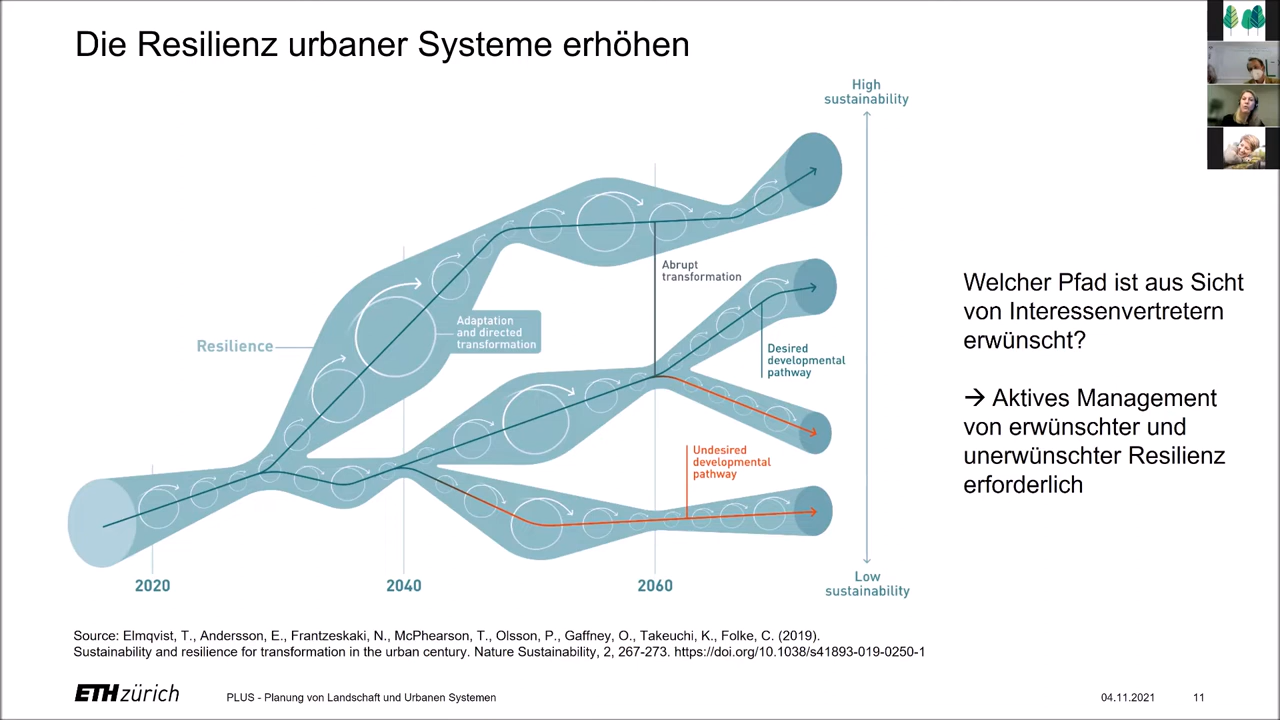 Die Resilienz urbaner Systeme erhöhen
High
sustainability
Abrupt
transformation
Adaptation
and directed
transformation
Resilience
Desired
developmental
pathway
Undesired
developmental
pathway
2020
2040
2060
Low
sustainability
Welcher Pfad ist aus Sicht
von Interessenvertretern
erwünscht?
→ Aktives Management
von erwünschter und
unerwünschter Resilienz
erforderlich
Source: Elmqvist, T., Andersson, E., Frantzeskaki, N., McPhearson, T., Olsson, P., Gaffney, O., Takeuchi, K., Folke, C. (2019).
Sustainability and resilience for transformation in the urban century. Nature Sustainability, 2, 267-273. https://doi.org/10.1038/s41893-019-0250-1
ETH zürich
PLUS - Planung von Landschaft und Urbanen Systemen
04.11.2021
11